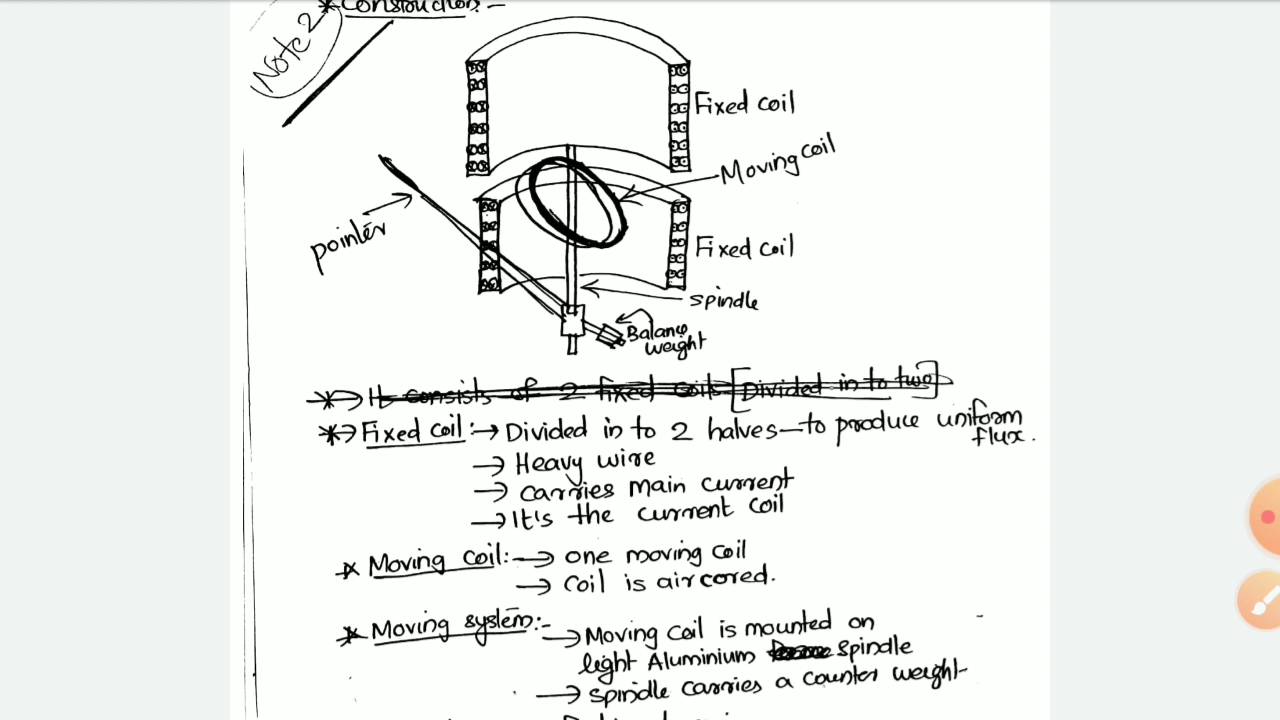 Note 2
* Construction:-
Fixed coil
Moving coil
pointer
Fixed coil
spindle
Balance
weight
*→ It consists of 2 fixed coils [Divided in to two]
*→ Fixed coil:→ Divided in to 2 halves—to produce uniform
flux.
→ Heavy wire
→ carries main current
→ It's the current coil
* Moving coil:→ one moving coil
→ coil is aircored.
* Moving system:-
→ Moving coil is mounted on
light Aluminium spindle
→ spindle carries a counter weight